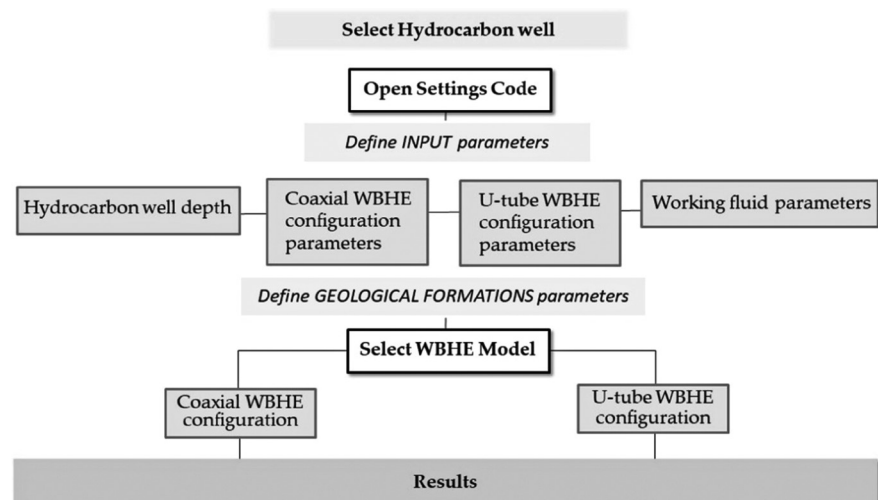 Select Hydrocarbon well
Open Settings Code
Define INPUT parameters
Hydrocarbon well depth
Coaxial WBHE
configuration
parameters
U-tube WBHE
configuration
parameters
Working fluid parameters
Define GEOLOGICAL FORMATIONS parameters
Select WBHE Model
Coaxial WBHE
configuration
U-tube WBHE
configuration
Results